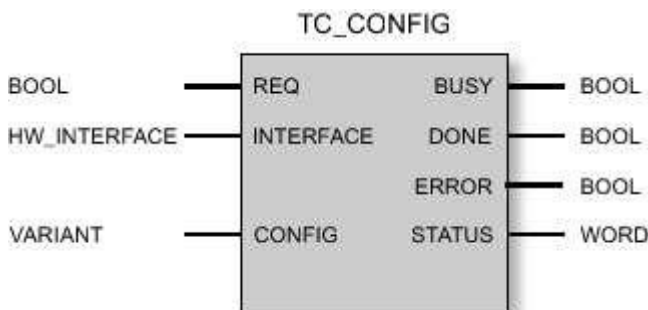 TC_CONFIG
BOOL REQ BUSY BOOL
HW_INTERFACE INTERFACE DONE BOOL
ERROR BOOL
VARIANT CONFIG STATUS WORD